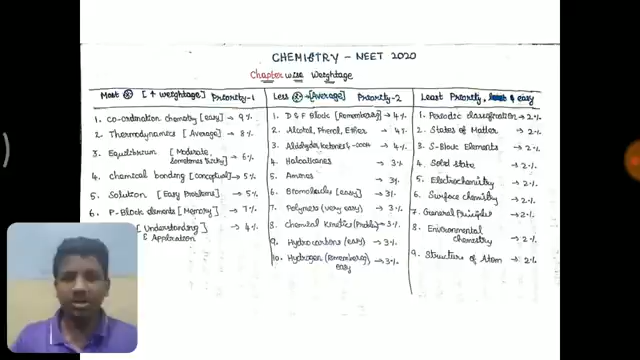 CHEMISTRY - NEET 2020
Chapter wise Weightage
Most [+ weightage] Priority-1
1. Co-ordination chemistry [easy] → 9%
2. Thermodynamics [Average] → 8%
3. Equilibrium [Moderate, sometimes tricky] → 6%
4. Chemical bonding [conceptual] → 5%
5. Solution [Easy Problems] → 5%
6. P-Block elements [Memory] → 7%
[Understanding & Application] → 4%
Less [Average] Priority-2
1. D & F Block [Remembering] → 4%
2. Alcohol, Phenol, Ether 4%
3. Aldehyde, Ketones & → 4%
4. Haloalkanes 3%
5. Amines 3%
6. Biomolecules [easy] 3%
7. Polymers (very easy) → 3%
8. Chemical Kinetics (Problem) → 3%
9. Hydrocarbons (easy) → 3%
10. Hydrogen (Remembering) easy → 3%
Least Priority, & easy
1. Periodic classification → 2%
2. States of Matter → 2%
3. S-Block Elements → 2%
4. Solid state → 2%
5. Electrochemistry → 2%
6. Surface chemistry → 2%
7. General Principles → 2%
8. Environmental chemistry → 2%
9. Structure of Atom → 2%